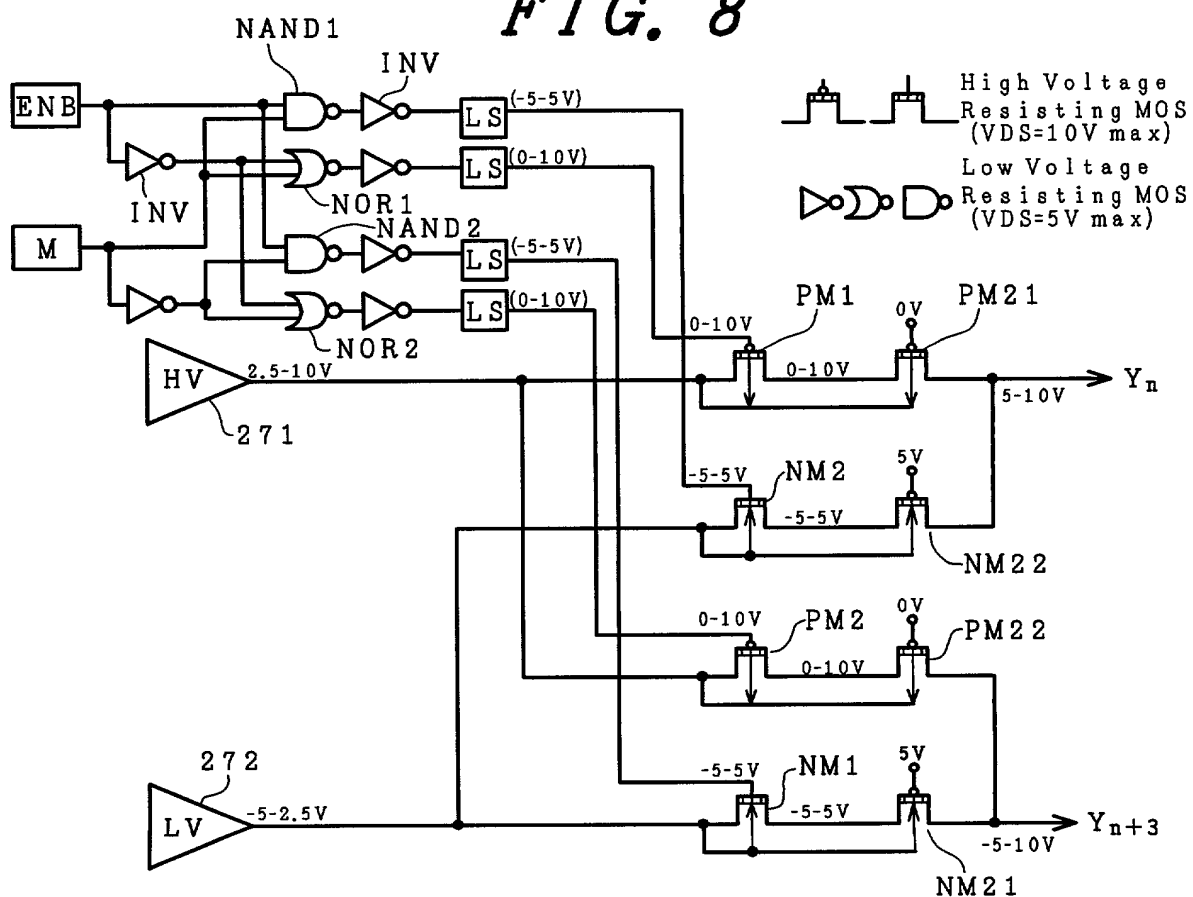 FIG. 8
NAND1
INV
ENB
LS
(-5-5V)
High Voltage
Resisting MOS
(VDS=10V max)
LS
(0-10V)
INV
NOR1
Low Voltage
Resisting MOS
(VDS=5V max)
M
NAND2
LS
(-5-5V)
LS
(0-10V)
NOR2
PM1
PM21
0-10V
0V
HV
2.5-10V
0-10V
5-10V
Yn
271
-5-5V
NM2
5V
-5-5V
NM22
0-10V
PM2
0V
PM22
0-10V
272
-5-5V
NM1
5V
LV
-5-2.5V
-5-5V
Yn+3
-5-10V
NM21